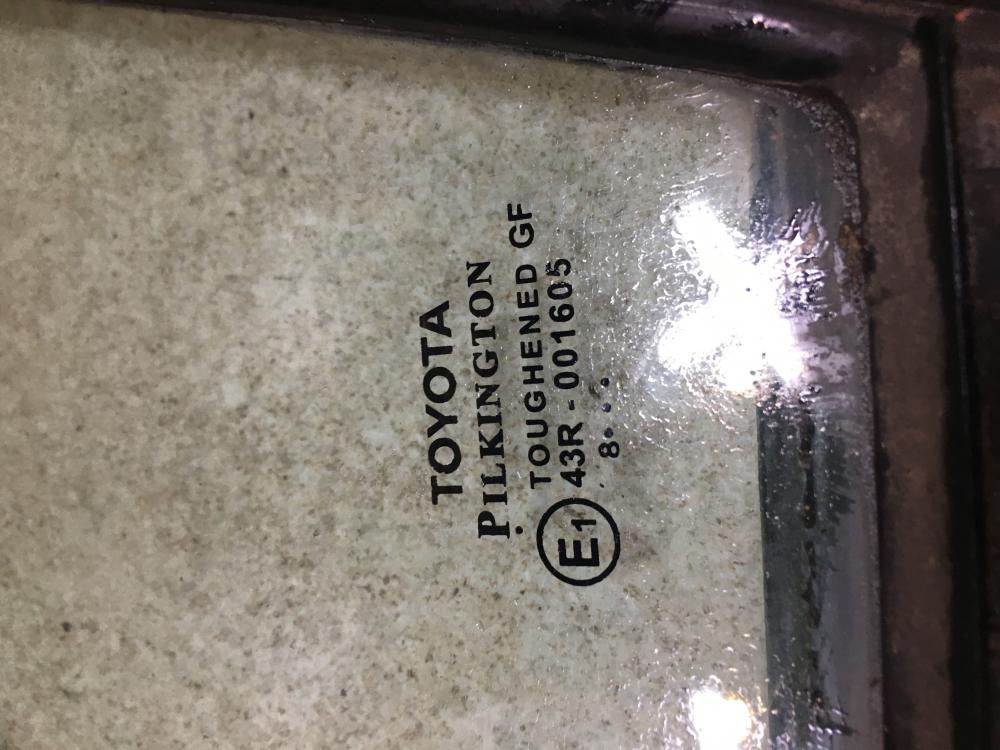 TOYOTA
PILKINGTON
TOUGHENED GF
E1 43R - 001605
. 8....